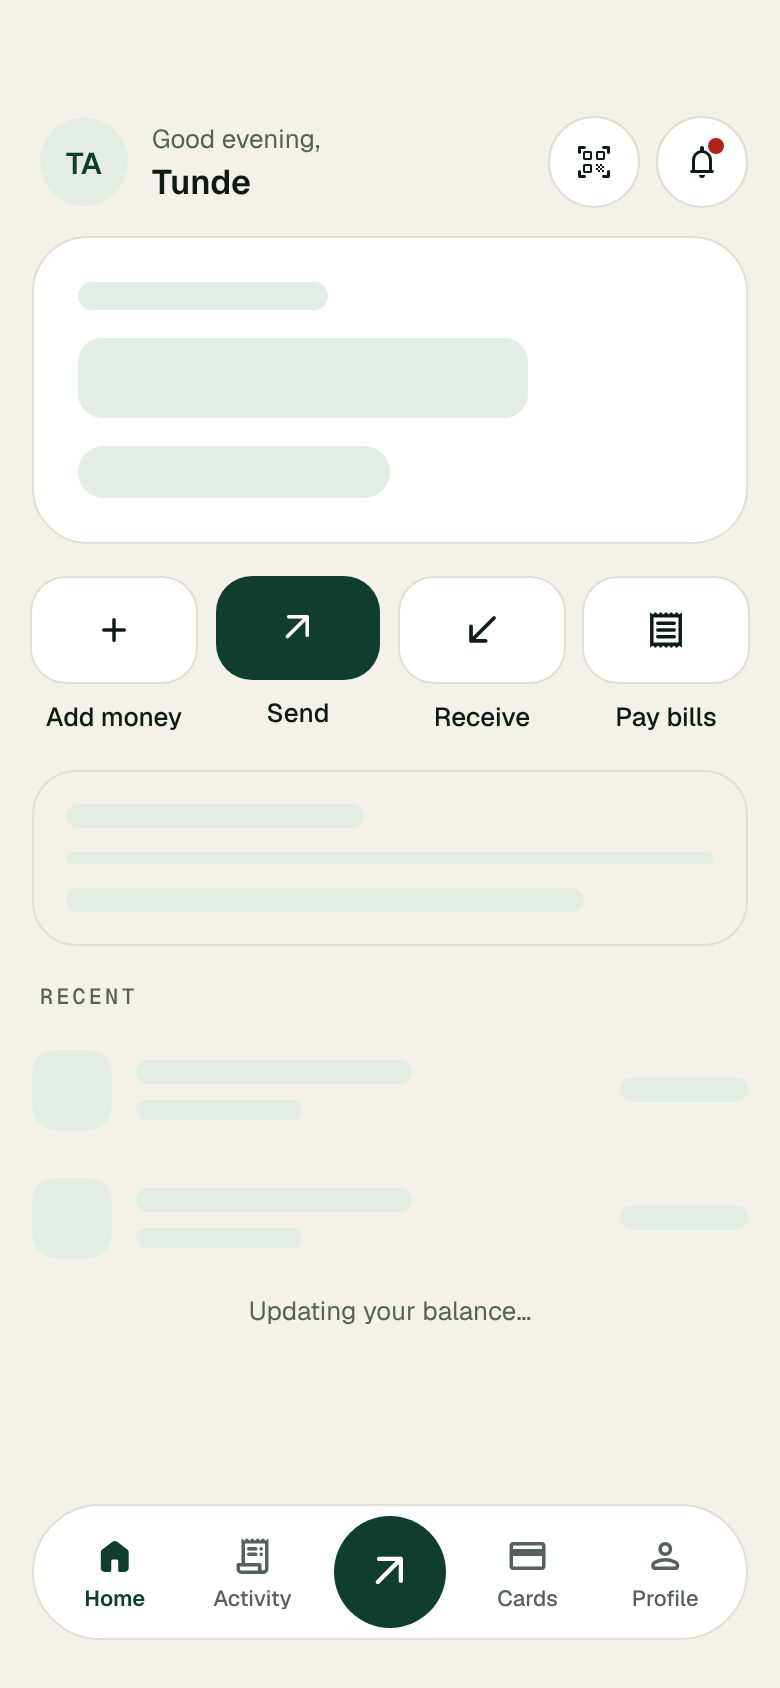 TA
Good evening,
Tunde
Add money
Send
Receive
Pay bills
RECENT
Updating your balance…
Home
Activity
Cards
Profile